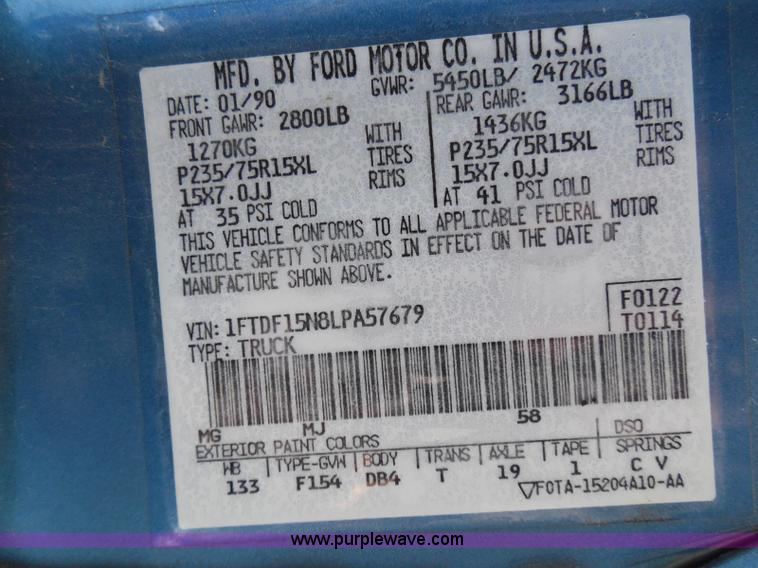 MFD. BY FORD MOTOR CO. IN U.S.A.
DATE: 01/90 GVWR: 5450LB/ 2472KG
FRONT GAWR: 2800LB REAR GAWR: 3166LB
1270KG WITH 1436KG WITH
P235/75R15XL TIRES P235/75R15XL TIRES
15X7.0JJ RIMS 15X7.0JJ RIMS
AT 35 PSI COLD AT 41 PSI COLD
THIS VEHICLE CONFORMS TO ALL APPLICABLE FEDERAL MOTOR
VEHICLE SAFETY STANDARDS IN EFFECT ON THE DATE OF
MANUFACTURE SHOWN ABOVE.
VIN: 1FTDF15N8LPA57679 F0122
TYPE: TRUCK T0114
MG MJ 58
EXTERIOR PAINT COLORS DSO
WB TYPE-GVW BODY TRANS AXLE TAPE SPRINGS
133 F154 DB4 T 19 1 C V
▽F0TA-15204A10-AA
www.purplewave.com